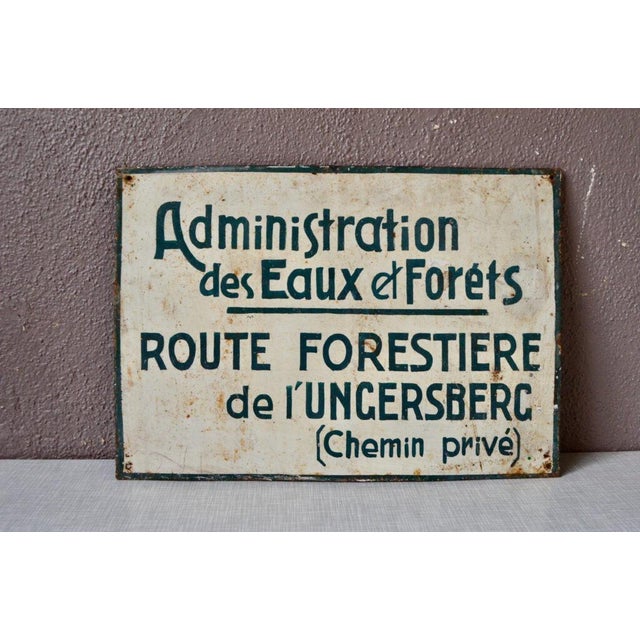 Administration
des Eaux et Forêts
ROUTE FORESTIERE
de l'UNGERSBERG
(Chemin privé)